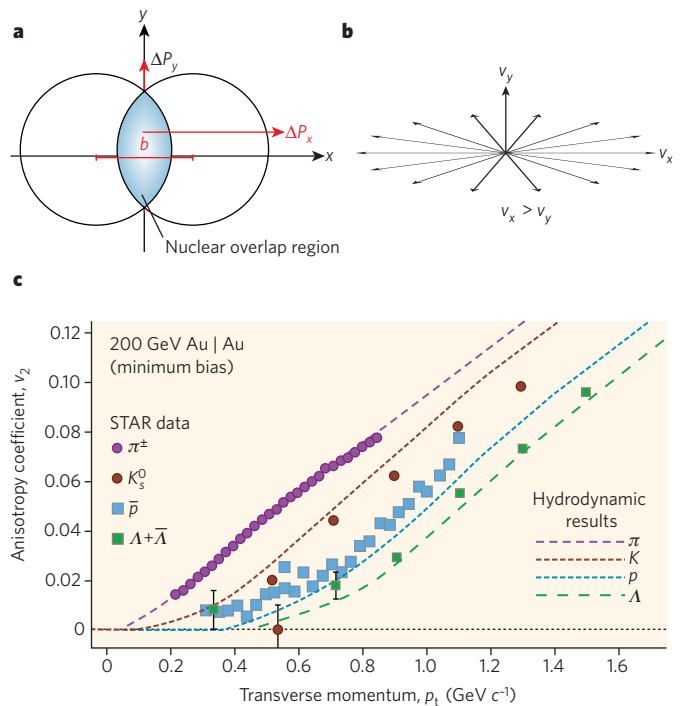 a
y
ΔP_y
b
ΔP_x
x
Nuclear overlap region
b
v_y
v_x
v_x > v_y
c
Anisotropy coefficient, v_2
0.12
0.10
0.08
0.06
0.04
0.02
0
200 GeV Au | Au
(minimum bias)
STAR data
π^±
K_s^0
p̅
Λ+Λ̅
Hydrodynamic
results
π
K
p
Λ
0
0.2
0.4
0.6
0.8
1.0
1.2
1.4
1.6
Transverse momentum, p_t (GeV c^−1)